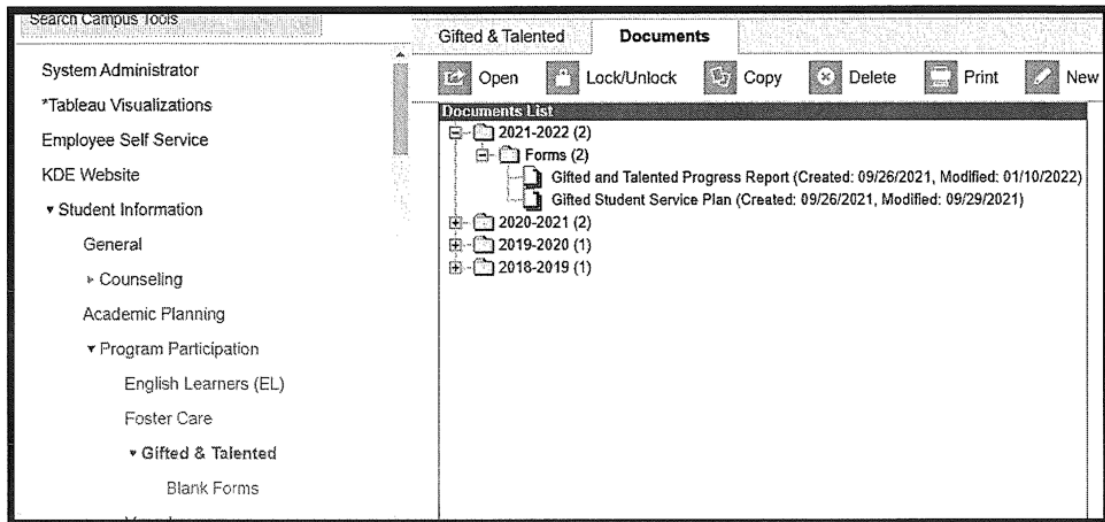 Search Campus Tools
System Administrator
*Tableau Visualizations
Employee Self Service
KDE Website
Student Information
General
Counseling
Academic Planning
Program Participation
English Learners (EL)
Foster Care
Gifted & Talented
Blank Forms
Gifted & Talented Documents
Open Lock/Unlock Copy Delete Print New
Documents List
2021-2022 (2)
Forms (2)
Gifted and Talented Progress Report (Created: 09/26/2021, Modified: 01/10/2022)
Gifted Student Service Plan (Created: 09/26/2021, Modified: 09/29/2021)
2020-2021 (2)
2019-2020 (1)
2018-2019 (1)